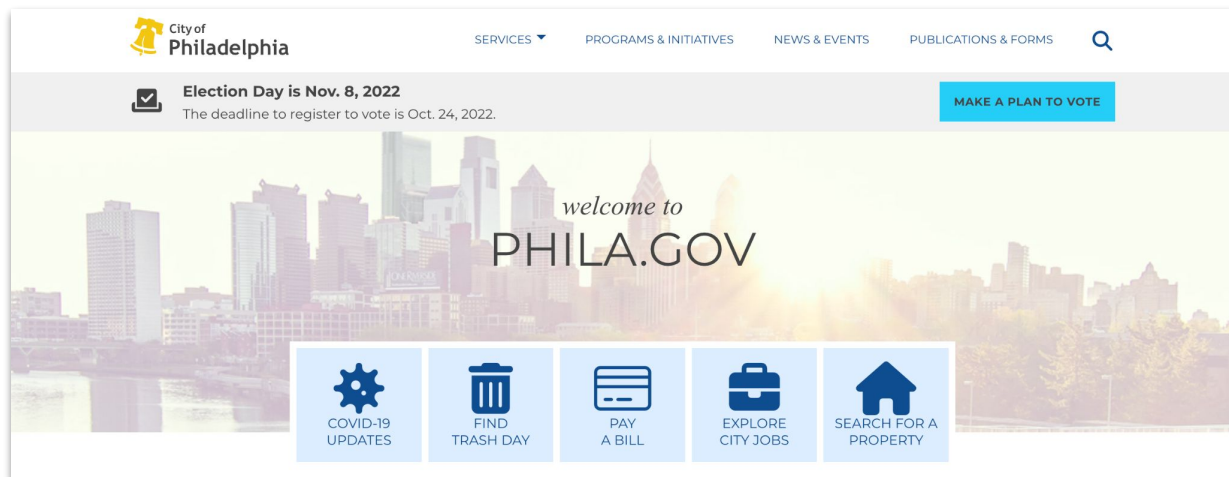 City of
Philadelphia
SERVICES
PROGRAMS & INITIATIVES
NEWS & EVENTS
PUBLICATIONS & FORMS
Election Day is Nov. 8, 2022
The deadline to register to vote is Oct. 24, 2022.
MAKE A PLAN TO VOTE
welcome to
PHILA.GOV
COVID-19
UPDATES
FIND
TRASH DAY
PAY
A BILL
EXPLORE
CITY JOBS
SEARCH FOR A
PROPERTY